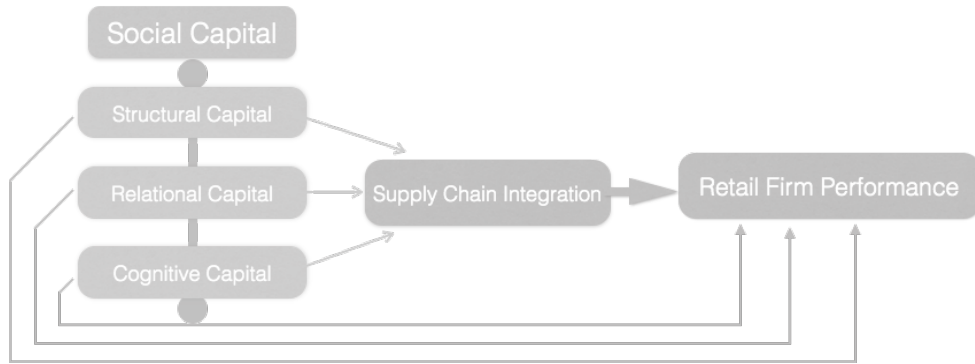 Social Capital
Structural Capital
Relational Capital
Supply Chain Integration
Retail Firm Performance
Cognitive Capital